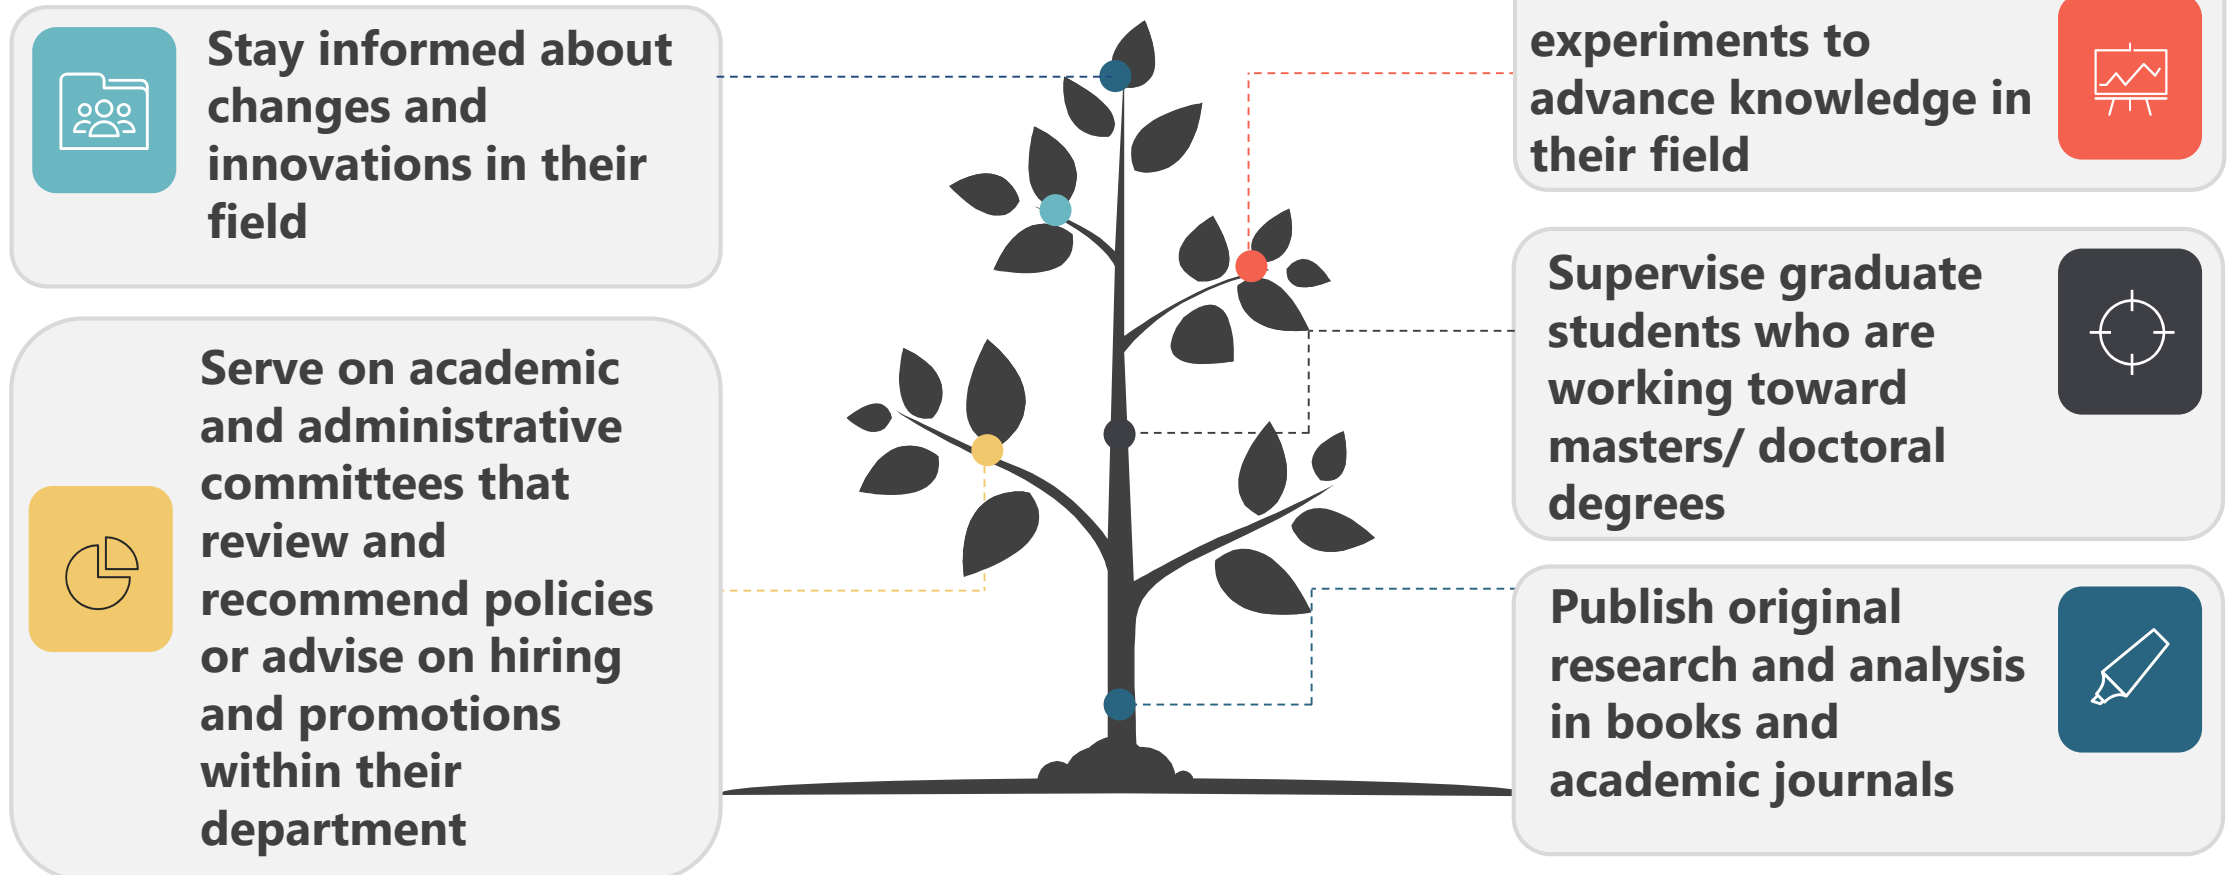 Stay informed about
changes and
innovations in their
field
Serve on academic
and administrative
committees that
review and
recommend policies
or advise on hiring
and promotions
within their
department
experiments to
advance knowledge in
their field
Supervise graduate
students who are
working toward
masters/ doctoral
degrees
Publish original
research and analysis
in books and
academic journals